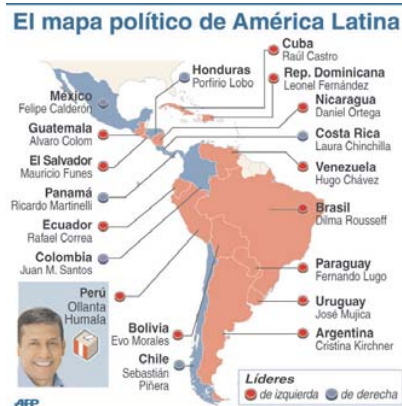 El mapa político de América Latina
Cuba
Raúl Castro
Honduras
Porfirio Lobo
Rep. Dominicana
Leonel Fernández
México
Felipe Calderón
Nicaragua
Daniel Ortega
Guatemala
Alvaro Colom
Costa Rica
Laura Chinchilla
El Salvador
Mauricio Funes
Venezuela
Hugo Chávez
Panamá
Ricardo Martinelli
Brasil
Dilma Rousseff
Ecuador
Rafael Correa
Colombia
Juan M. Santos
Paraguay
Fernando Lugo
Perú
Ollanta
Humala
Uruguay
José Mujica
Bolivia
Evo Morales
Argentina
Cristina Kirchner
Chile
Sebastián
Piñera
Líderes
de izquierda
de derecha
AFP